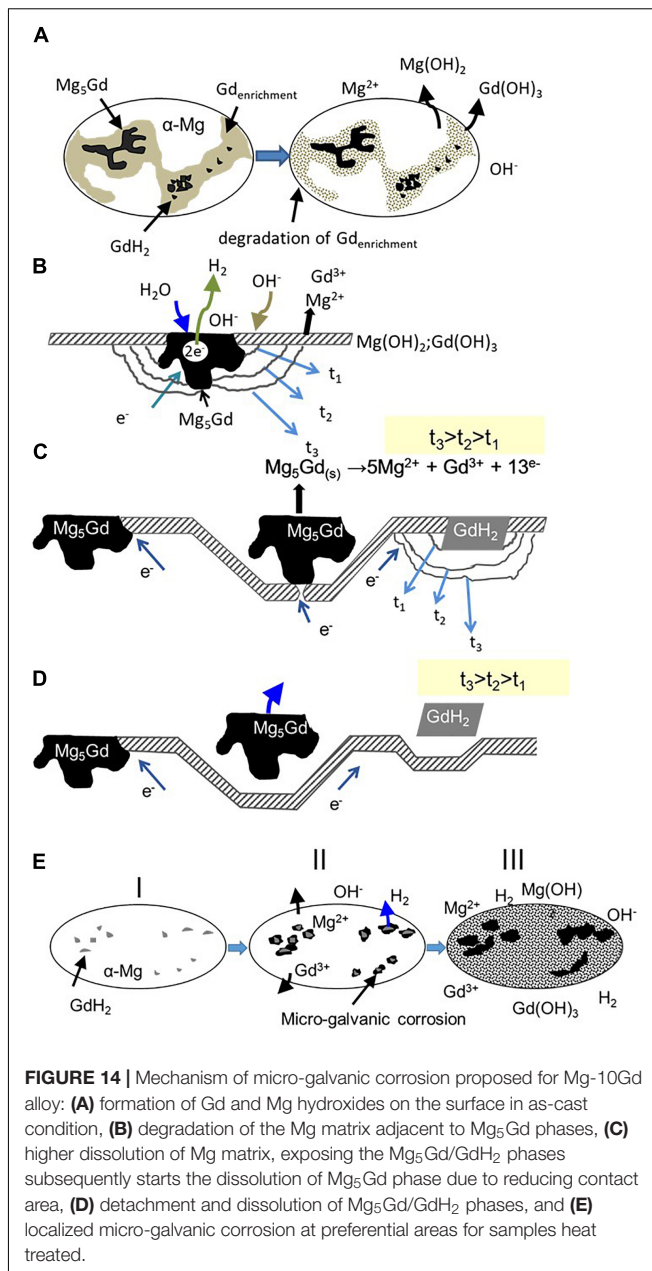 A
Mg₅Gd
α-Mg
Gd_enrichment
GdH₂
Mg²⁺
Mg(OH)₂
Gd(OH)₃
OH⁻
degradation of Gd_enrichment
B
H₂O
H₂
OH⁻
OH⁻
Gd³⁺
Mg²⁺
2e⁻
Mg(OH)₂;Gd(OH)₃
e⁻
Mg₅Gd
t₁
t₂
t₃
t₃>t₂>t₁
C
Mg₅Gd₍ₛ₎ →5Mg²⁺ + Gd³⁺ + 13ᵉ⁻
Mg₅Gd
Mg₅Gd
GdH₂
e⁻
e⁻
e⁻
t₁
t₂
t₃
D
t₃>t₂>t₁
Mg₅Gd
Mg₅Gd
GdH₂
e⁻
e⁻
E
I
II
III
α-Mg
GdH₂
OH⁻
H₂
Mg²⁺
Gd³⁺
Micro-galvanic corrosion
Mg²⁺
H₂
Mg(OH)
2
OH⁻
Gd³⁺
Gd(OH)₃
H₂
FIGURE 14 | Mechanism of micro-galvanic corrosion proposed for Mg-10Gd
alloy: (A) formation of Gd and Mg hydroxides on the surface in as-cast
condition, (B) degradation of the Mg matrix adjacent to Mg₅Gd phases, (C)
higher dissolution of Mg matrix, exposing the Mg₅Gd/GdH₂ phases
subsequently starts the dissolution of Mg₅Gd phase due to reducing contact
area, (D) detachment and dissolution of Mg₅Gd/GdH₂ phases, and (E)
localized micro-galvanic corrosion at preferential areas for samples heat
treated.